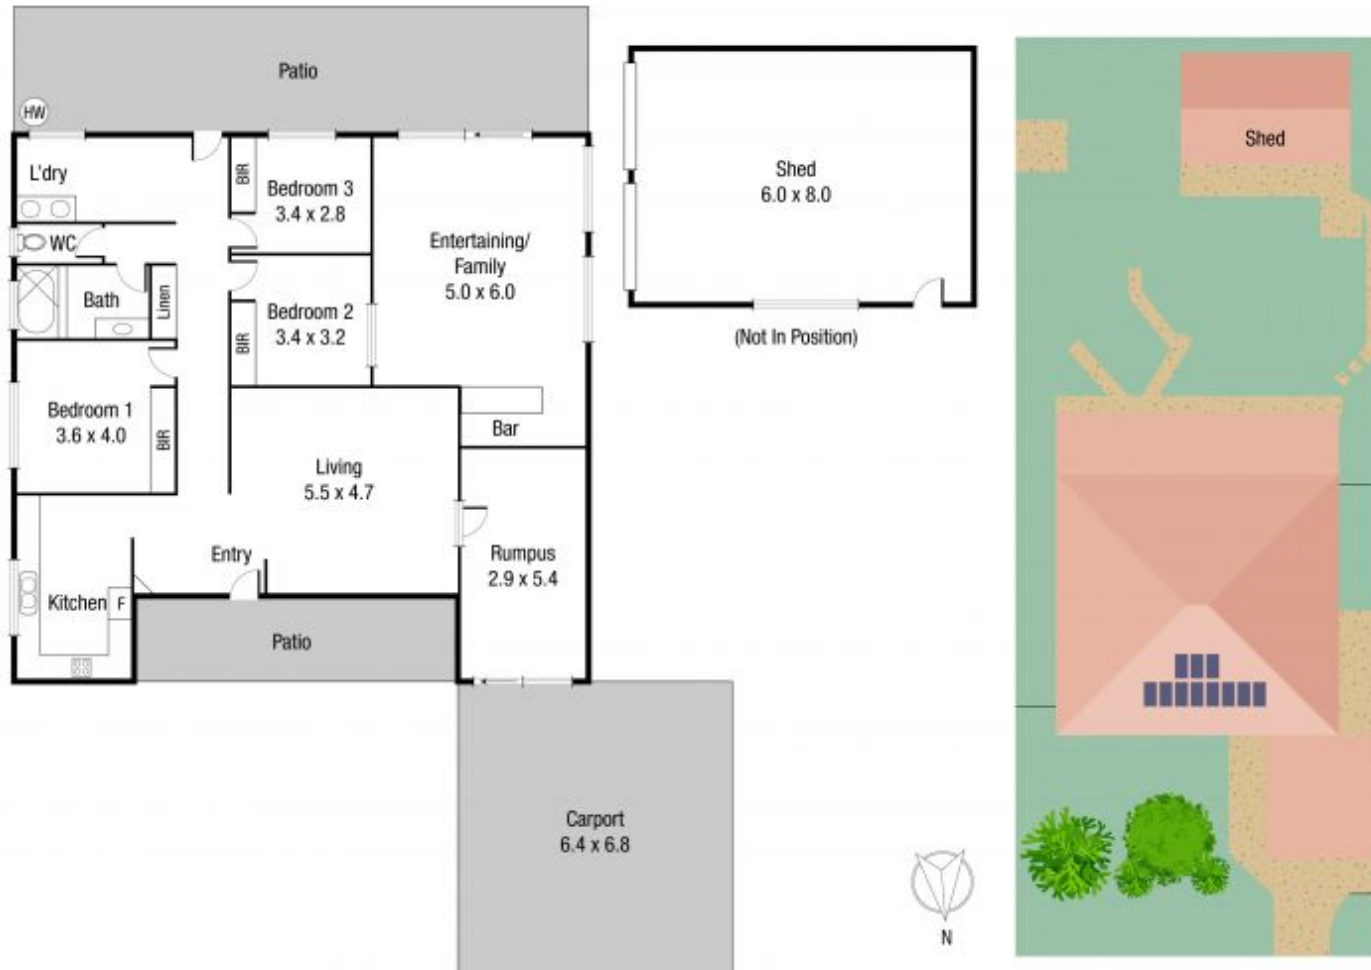 Patio
HW
L'dry
BIR
Bedroom 3
3.4 x 2.8
WC
Entertaining/
Family
5.0 x 6.0
Bath
Linen
BIR
Bedroom 2
3.4 x 3.2
Bedroom 1
3.6 x 4.0
BIR
Bar
Living
5.5 x 4.7
Entry
Rumpus
2.9 x 5.4
Kitchen
F
Patio
Carport
6.4 x 6.8
Shed
6.0 x 8.0
(Not In Position)
N
Shed